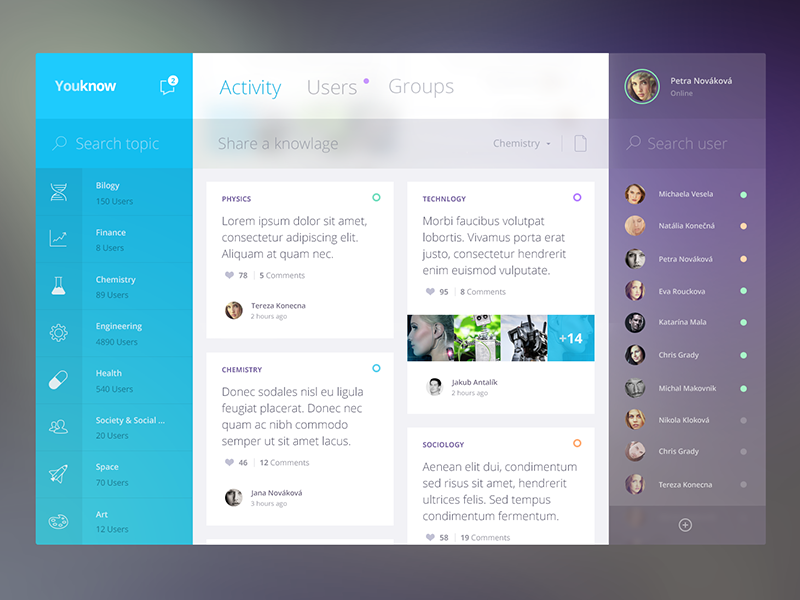 Youknow
2
Search topic
Bilogy
150 Users
Finance
8 Users
Chemistry
89 Users
Engineering
4890 Users
Health
540 Users
Society & Social ...
20 Users
Space
70 Users
Art
12 Users
Activity
Users
Groups
Share a knowlage
Chemistry
PHYSICS
Lorem ipsum dolor sit amet,
consectetur adipiscing elit.
Aliquam at quam nec.
78
5 Comments
Tereza Konecna
2 hours ago
CHEMISTRY
Donec sodales nisl eu ligula
feugiat placerat. Donec nec
quam ac nibh commodo
semper ut sit amet lacus.
46
12 Comments
Jana Nováková
3 hours ago
TECHNLOGY
Morbi faucibus volutpat
lobortis. Vivamus porta erat
justo, consectetur hendrerit
enim euismod vulputate.
95
8 Comments
+14
Jakub Antalík
2 hours ago
SOCIOLOGY
Aenean elit dui, condimentum
sed risus sit amet, hendrerit
ultrices felis. Sed tempus
condimentum fermentum.
58
19 Comments
Petra Nováková
Online
Search user
Michaela Vesela
Natália Konečná
Petra Nováková
Eva Rouckova
Katarína Mala
Chris Grady
Michal Makovnik
Nikola Kloková
Chris Grady
Tereza Konecna